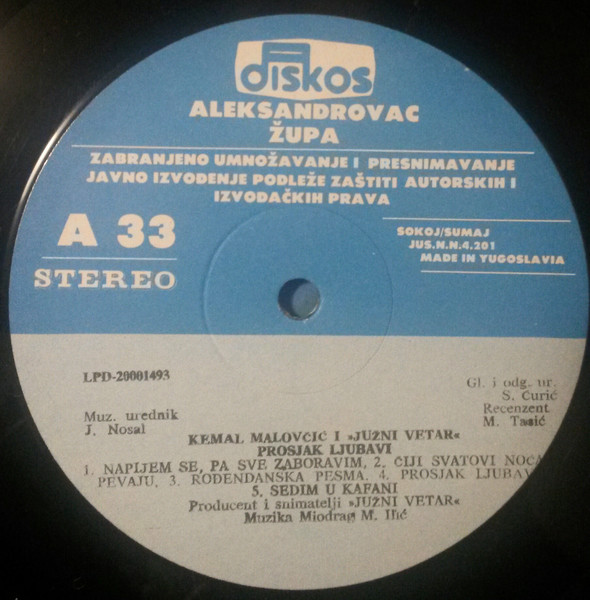 Diskos
ALEKSANDROVAC
ŽUPA
ZABRANJENO UMNOŽAVANJE I PRESNIMAVANJE
JAVNO IZVOĐENJE PODLEŽE ZAŠTITI AUTORSKIH I
IZVOĐAČKIH PRAVA
A 33
STEREO
SOKOJ/SUMAJ
JUS.N.N.4.201
MADE IN YUGOSLAVIA
LPD-20001493
Muz. urednik
J. Nosal
Gl. i odg. ur.
S. Ćurić
Recenzent
M. Tasić
KEMAL MALOVČIĆ I »JUŽNI VETAR«
PROSJAK LJUBAVI
1. NAPIJEM SE, PA SVE ZABORAVIM, 2. ČIJI SVATOVI NOĆA
PEVAJU, 3. ROĐENDANSKA PESMA, 4. PROSJAK LJUBAV
5. SEDIM U KAFANI
Producent i snimatelji »JUŽNI VETAR«
Muzika Miodrag M. Ilić